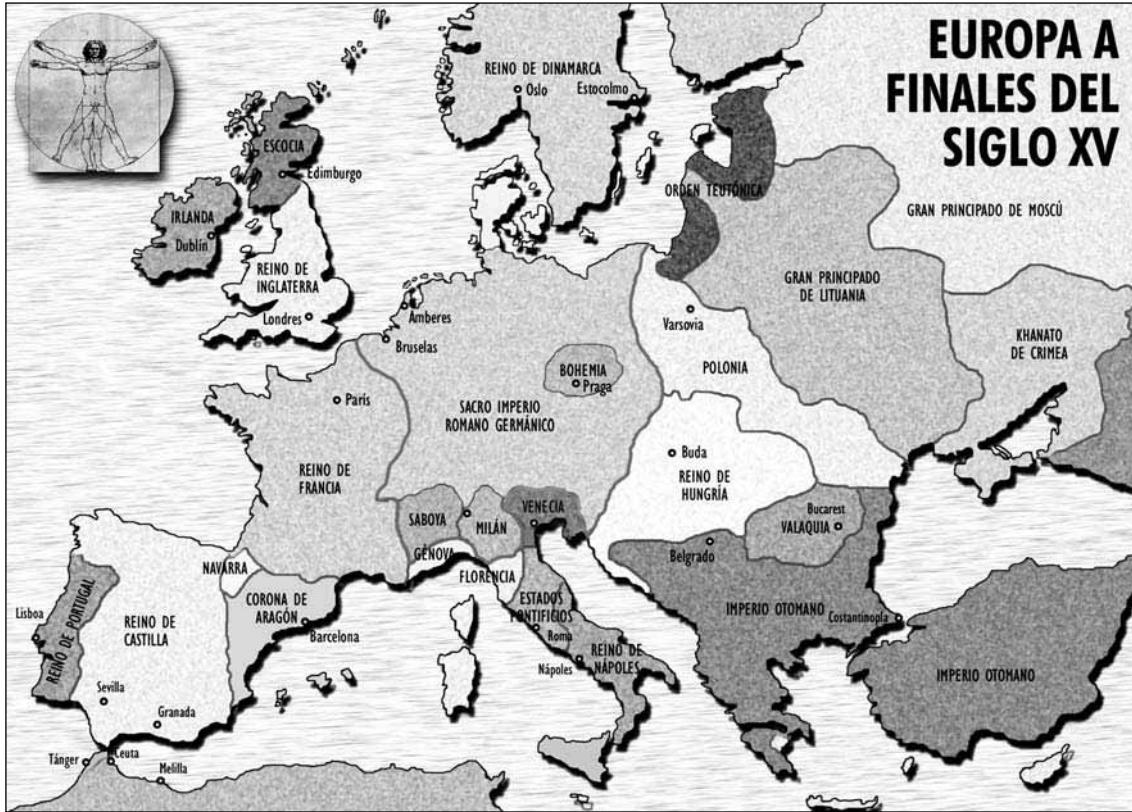 EUROPA A
FINALES DEL
SIGLO XV
REINO DE DINAMARCA
Oslo
Estocolmo
ESCOCIA
Edimburgo
IRLANDA
Dublín
REINO DE
INGLATERRA
Londres
ORDEN TEUTÓNICA
GRAN PRINCIPADO DE MOSCÚ
GRAN PRINCIPADO
DE LITUANIA
KHANATO
DE CRIMEA
Amberes
Bruselas
Varsovia
POLONIA
BOHEMIA
Praga
SACRO IMPERIO
ROMANO GERMÁNICO
París
REINO DE
FRANCIA
Buda
REINO DE
HUNGRÍA
SABOYA
MILÁN
VENECIA
GÉNOVA
FLORENCIA
Bucarest
VALAQUIA
Belgrado
NAVARRA
CORONA DE
ARAGÓN
Barcelona
REINO DE
CASTILLA
REINO DE PORTUGAL
Lisboa
Sevilla
Granada
Tánger
Ceuta
Melilla
ESTADOS
PONTIFICIOS
Roma
REINO DE
NÁPOLES
Nápoles
IMPERIO OTOMANO
Costantinopla
IMPERIO OTOMANO